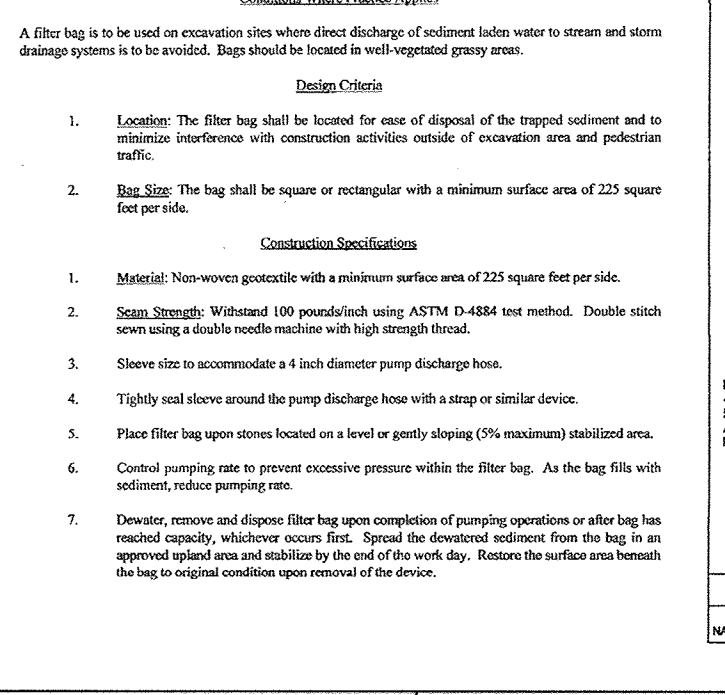 Conditions Where Practice Applies
A filter bag is to be used on excavation sites where direct discharge of sediment laden water to stream and storm
drainage systems is to be avoided. Bags should be located in well-vegetated grassy areas.
Design Criteria
1. Location: The filter bag shall be located for ease of disposal of the trapped sediment and to
minimize interference with construction activities outside of excavation area and pedestrian
traffic.
2. Bag Size: The bag shall be square or rectangular with a minimum surface area of 225 square
feet per side.
Construction Specifications
1. Material: Non-woven geotextile with a minimum surface area of 225 square feet per side.
2. Seam Strength: Withstand 100 pounds/inch using ASTM D-4884 test method. Double stitch
sewn using a double needle machine with high strength thread.
3. Sleeve size to accommodate a 4 inch diameter pump discharge hose.
4. Tightly seal sleeve around the pump discharge hose with a strap or similar device.
5. Place filter bag upon stones located on a level or gently sloping (5% maximum) stabilized area.
6. Control pumping rate to prevent excessive pressure within the filter bag. As the bag fills with
sediment, reduce pumping rate.
7. Dewater, remove and dispose filter bag upon completion of pumping operations or after bag has
reached capacity, whichever occurs first. Spread the dewatered sediment from the bag in an
approved upland area and stabilize by the end of the work day. Restore the surface area beneath
the bag to original condition upon removal of the device.
NA